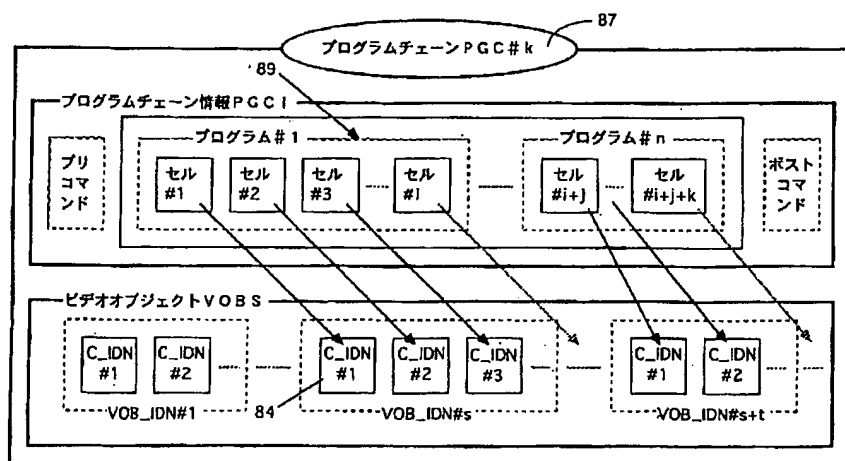 87
プログラムチェーンPGC#k
89
プログラムチェーン情報PGCI
プログラム#1
プログラム#n
プリ
コマ
ンド
セル
#1
セル
#2
セル
#3
セル
#i
セル
#i+j
セル
#i+j+k
ポスト
コマ
ンド
ビデオオブジェクトVOBS
C_IDN
#1
C_IDN
#2
C_IDN
#1
C_IDN
#2
C_IDN
#3
C_IDN
#1
C_IDN
#2
84
VOB_IDN#1
VOB_IDN#s
VOB_IDN#s+t